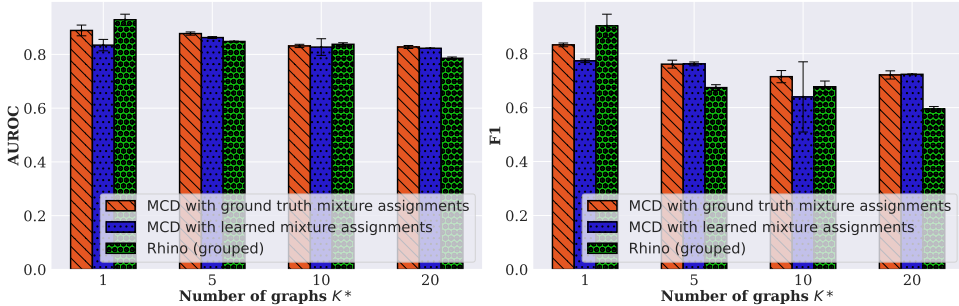 AUROC
0.8
0.6
0.4
0.2
0.0
1
5
10
20
Number of graphs K*
MCD with ground truth mixture assignments
MCD with learned mixture assignments
Rhino (grouped)
F1
0.8
0.6
0.4
0.2
0.0
1
5
10
20
Number of graphs K*
MCD with ground truth mixture assignments
MCD with learned mixture assignments
Rhino (grouped)